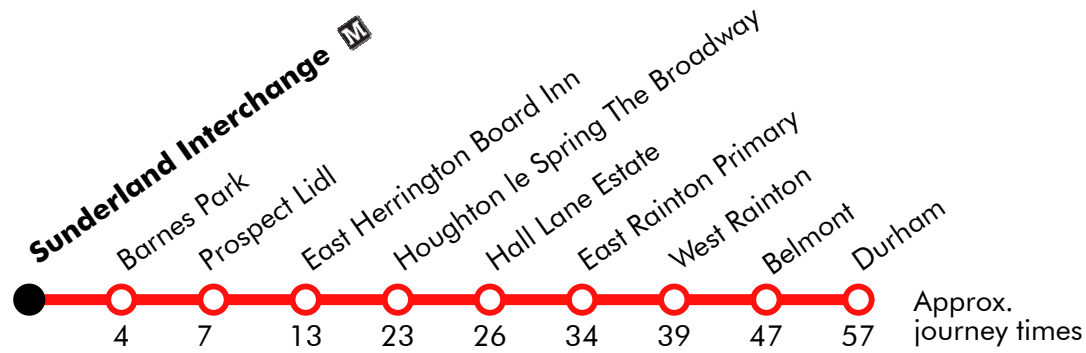 Sunderland Interchange M
Barnes Park
Prospect Lidl
East Herrington Board Inn
Houghton le Spring The Broadway
Hall Lane Estate
East Rainton Primary
West Rainton
Belmont
Durham
4 7 13 23 26 34 39 47 57
Approx.
journey times